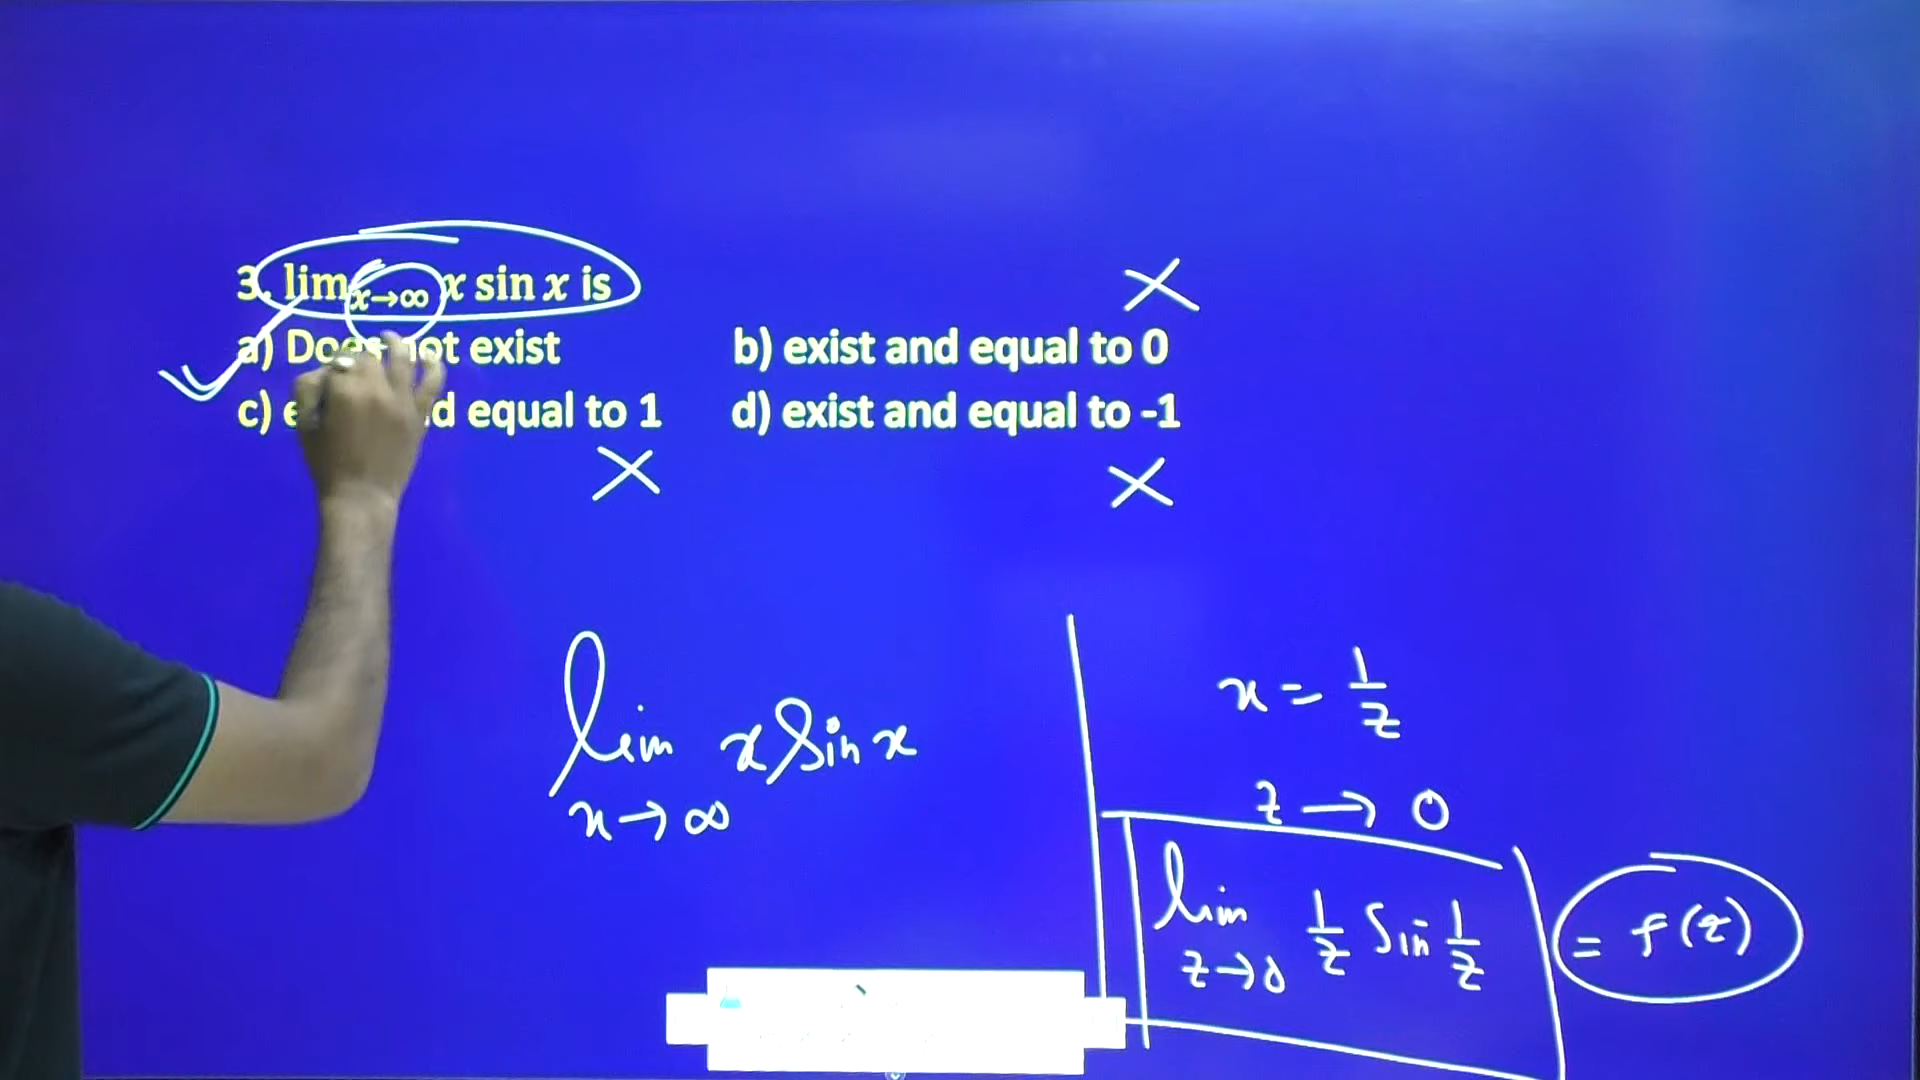 3. lim x→∞ x sin x is
a) Does not exist
b) exist and equal to 0
c) e d equal to 1
d) exist and equal to -1
lim x sin x
x→∞
x = 1/z
z → 0
lim 1/z sin 1/z = f(z)
z→0